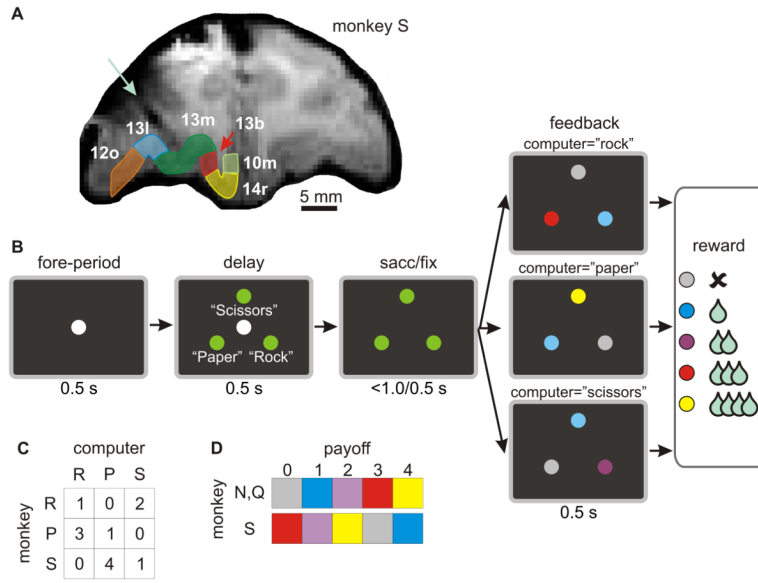 A
monkey S
13l
13m
13b
12o
10m
14r
5 mm
B
fore-period
delay
sacc/fix
"Scissors"
"Paper"
"Rock"
0.5 s
0.5 s
<1.0/0.5 s
feedback
computer="rock"
computer="paper"
computer="scissors"
0.5 s
reward
C
computer
R P S
monkey
R 1 0 2
P 3 1 0
S 0 4 1
D
payoff
0 1 2 3 4
monkey
N,Q
S